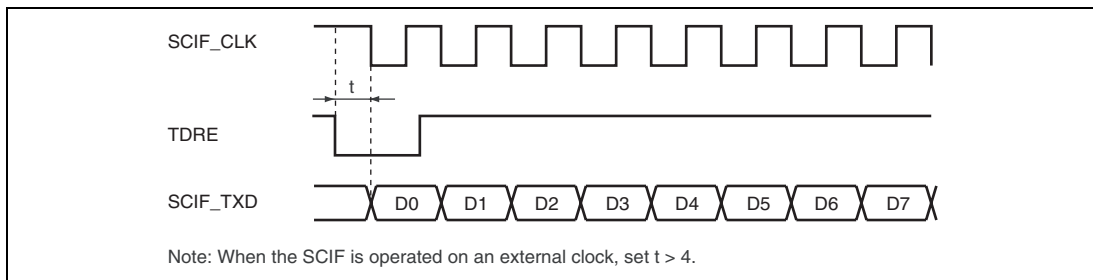 SCIF_CLK
t
TDRE
SCIF_TXD D0 D1 D2 D3 D4 D5 D6 D7
Note: When the SCIF is operated on an external clock, set t > 4.